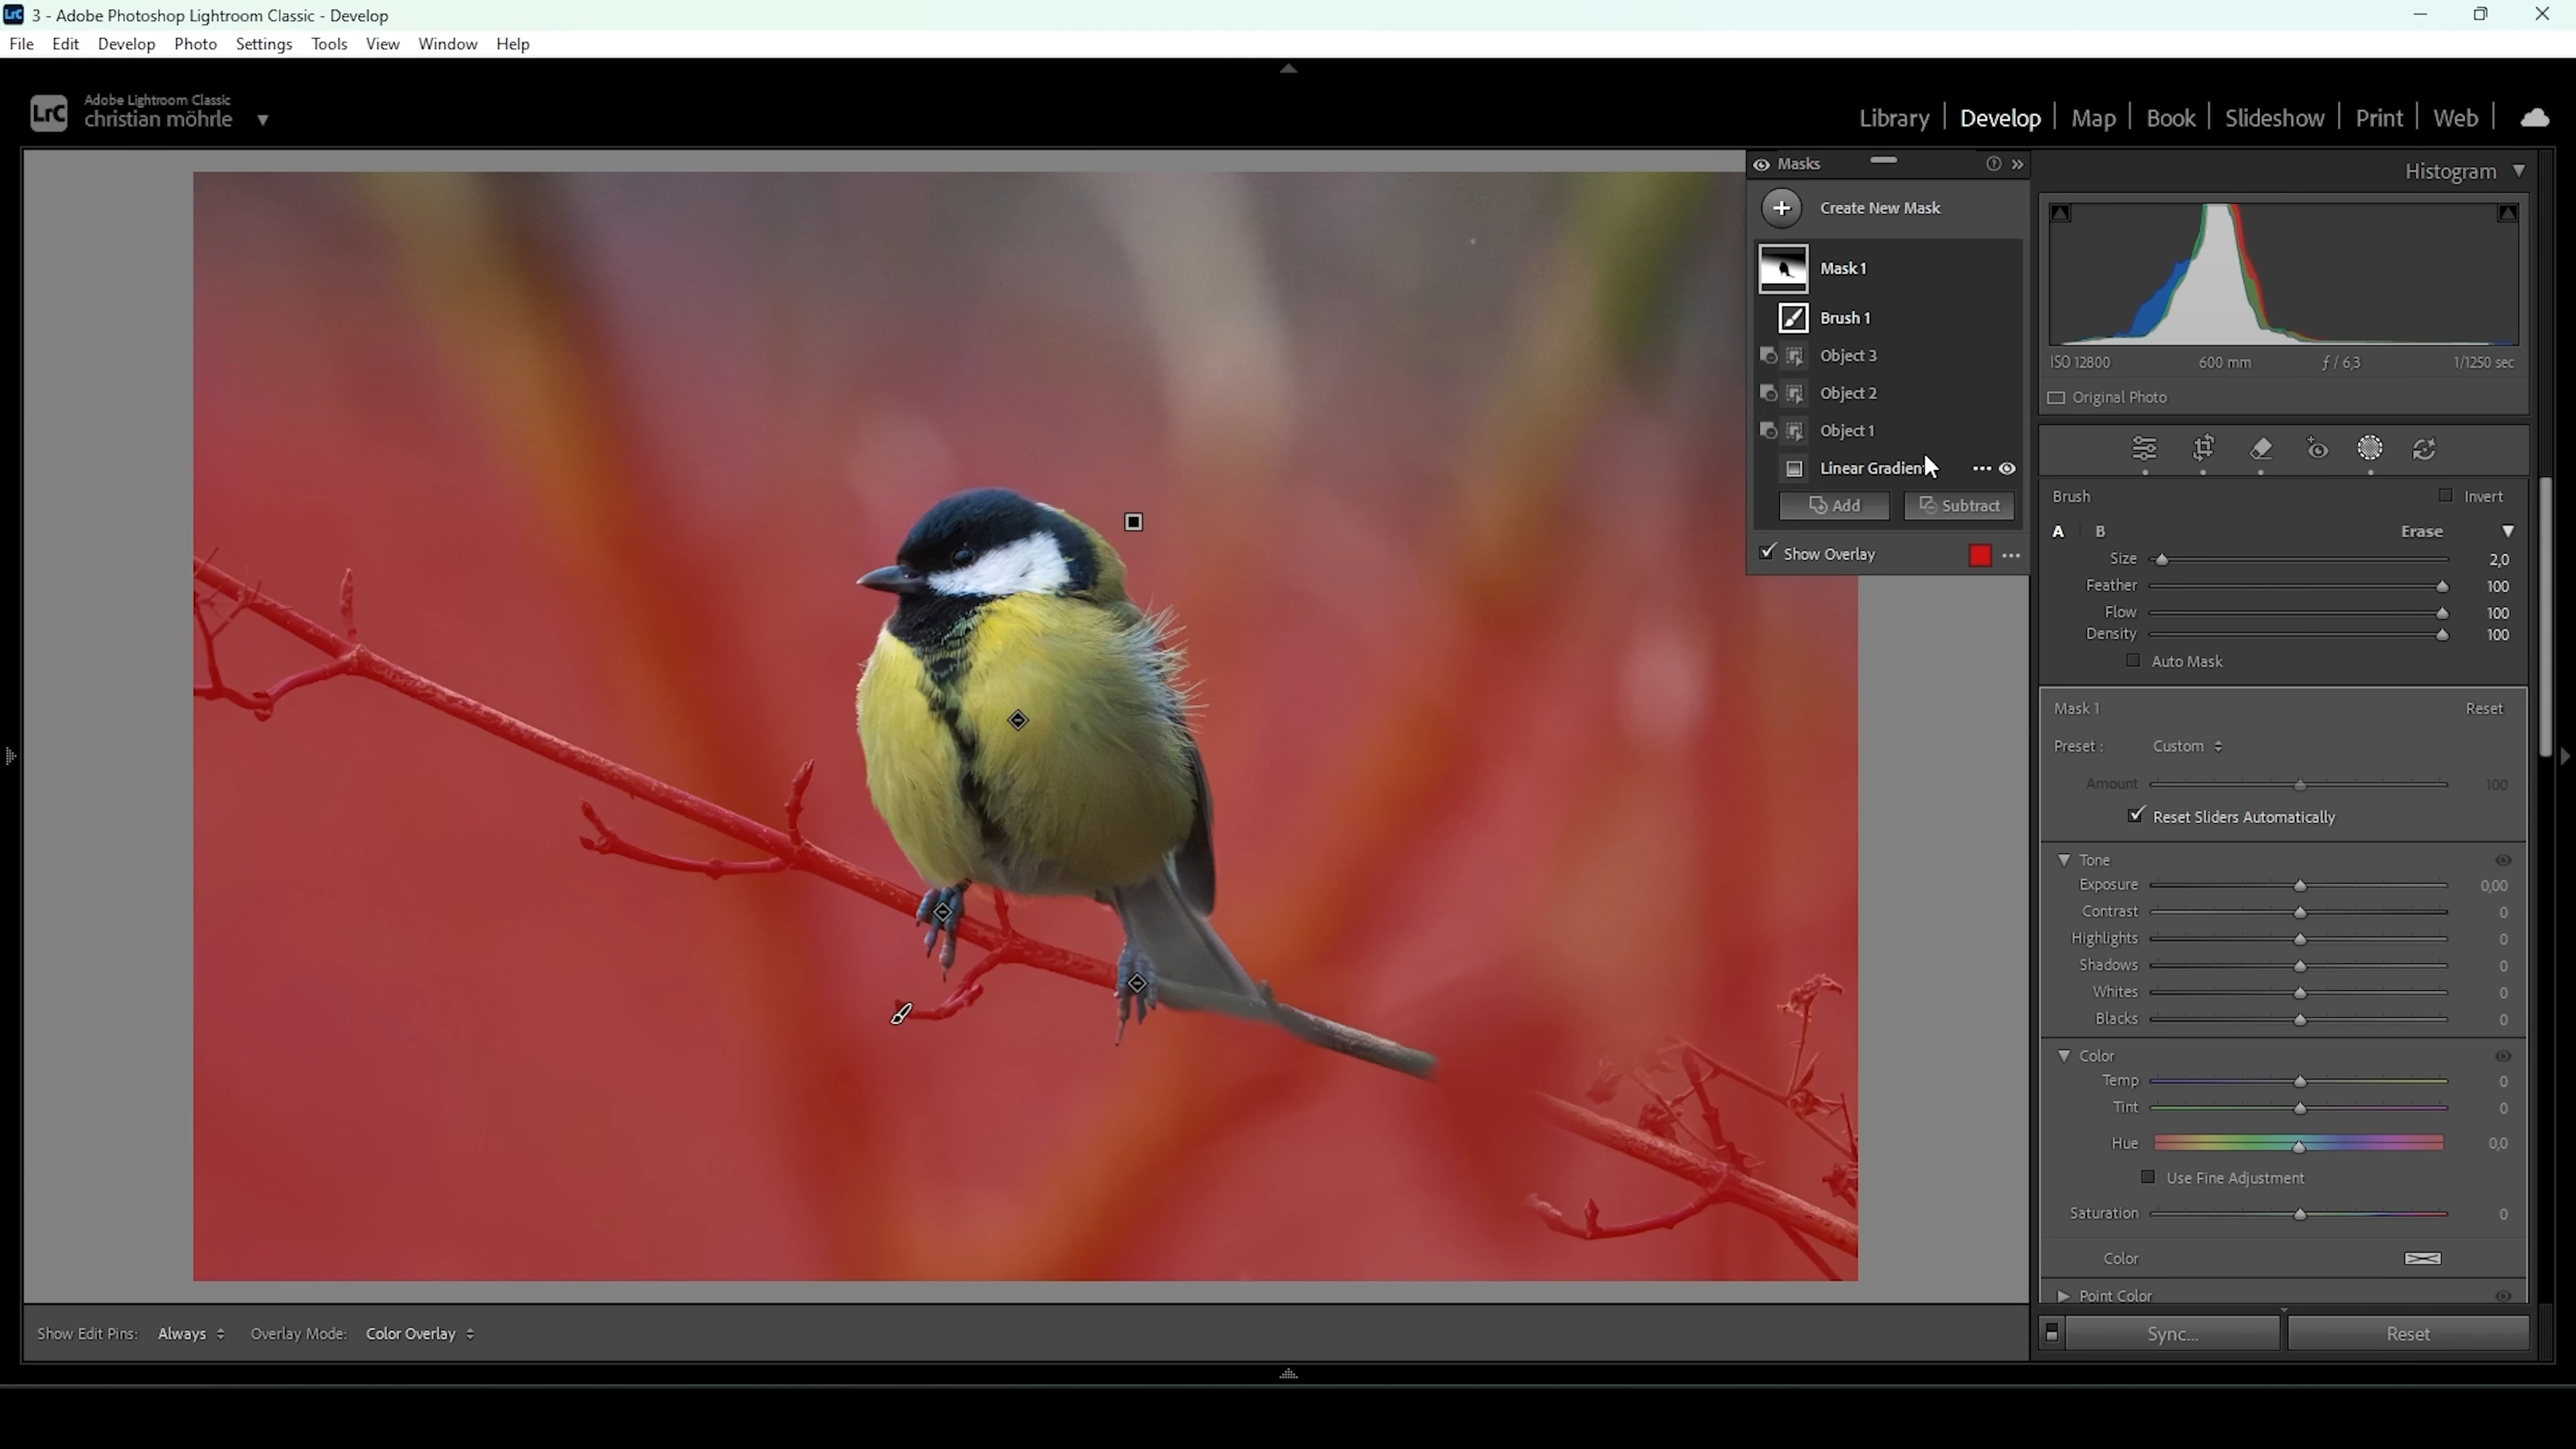 3 - Adobe Photoshop Lightroom Classic - Develop
File Edit Develop Photo Settings Tools View Window Help
LrC Adobe Lightroom Classic
christian möhrle
Library | Develop | Map | Book | Slideshow | Print | Web |
Masks
Create New Mask
Mask 1
Brush 1
Object 3
Object 2
Object 1
Linear Gradient
Add Subtract
Show Overlay
Histogram
ISO 12800 600 mm ƒ / 6,3 1/1250 sec
Original Photo
Brush Invert
A B Erase
Size 2,0
Feather 100
Flow 100
Density 100
Auto Mask
Mask 1 Reset
Preset : Custom
Amount 100
Reset Sliders Automatically
Tone
Exposure 0,00
Contrast 0
Highlights 0
Shadows 0
Whites 0
Blacks 0
Color
Temp 0
Tint 0
Hue 0,0
Use Fine Adjustment
Saturation 0
Color
Point Color
Show Edit Pins: Always Overlay Mode: Color Overlay
Sync... Reset